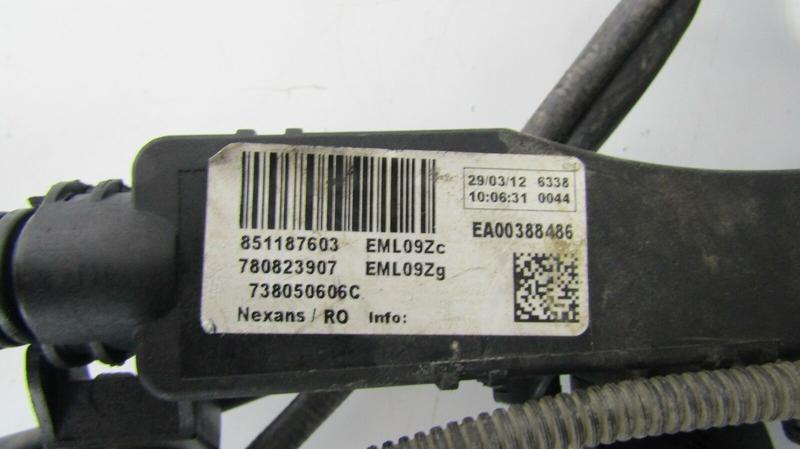 29/03/12 6338
10:06:31 0044
EA00388486
851187603 EML09Zc
780823907 EML09Zg
738050606C
Nexans / RO Info: